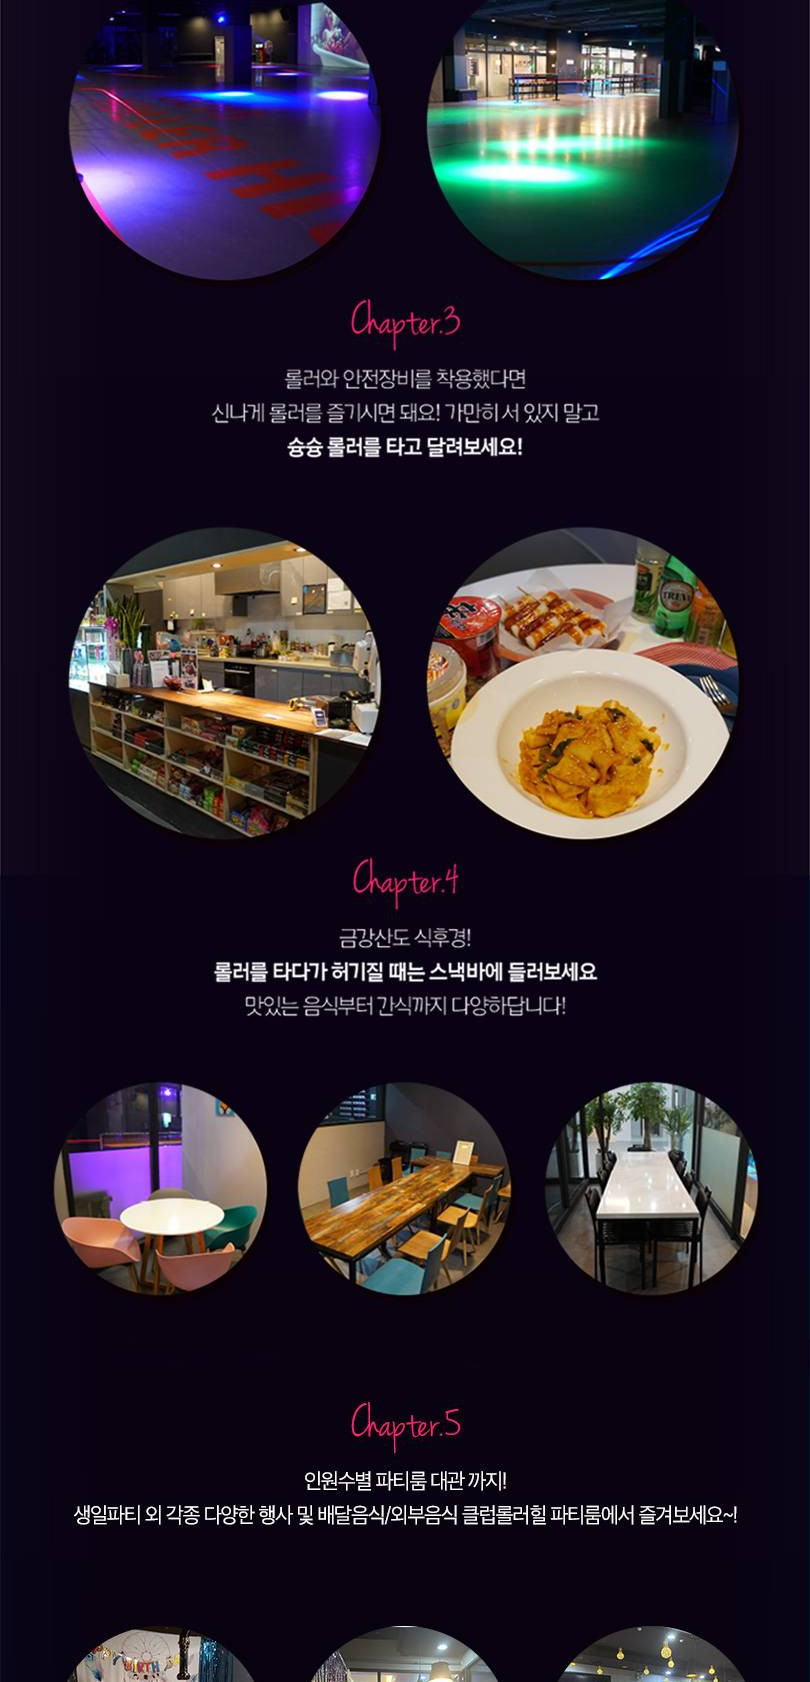 Chapter.3
롤러와 안전장비를 착용했다면
신나게 롤러를 즐기시면 돼요! 가만히 서 있지 말고
슝슝 롤러를 타고 달려보세요!
TREVI
Chapter.4
금강산도 식후경!
롤러를 타다가 허기질 때는 스낵바에 들러보세요
맛있는 음식부터 간식까지 다양하답니다!
Chapter.5
인원수별 파티룸 대관 까지!
생일파티 외 각종 다양한 행사 및 배달음식/외부음식 클럽롤러힐 파티룸에서 즐겨보세요~!
BIRTH